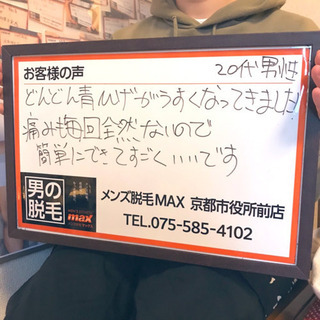 お客様の声
20代男性
どんどん青ひげがうすくなってきました!
痛みも毎回全然ないので
簡単にできてすごくいいです
男の
脱毛
max
メンズ脱毛MAX 京都市役所前店
TEL.075-585-4102